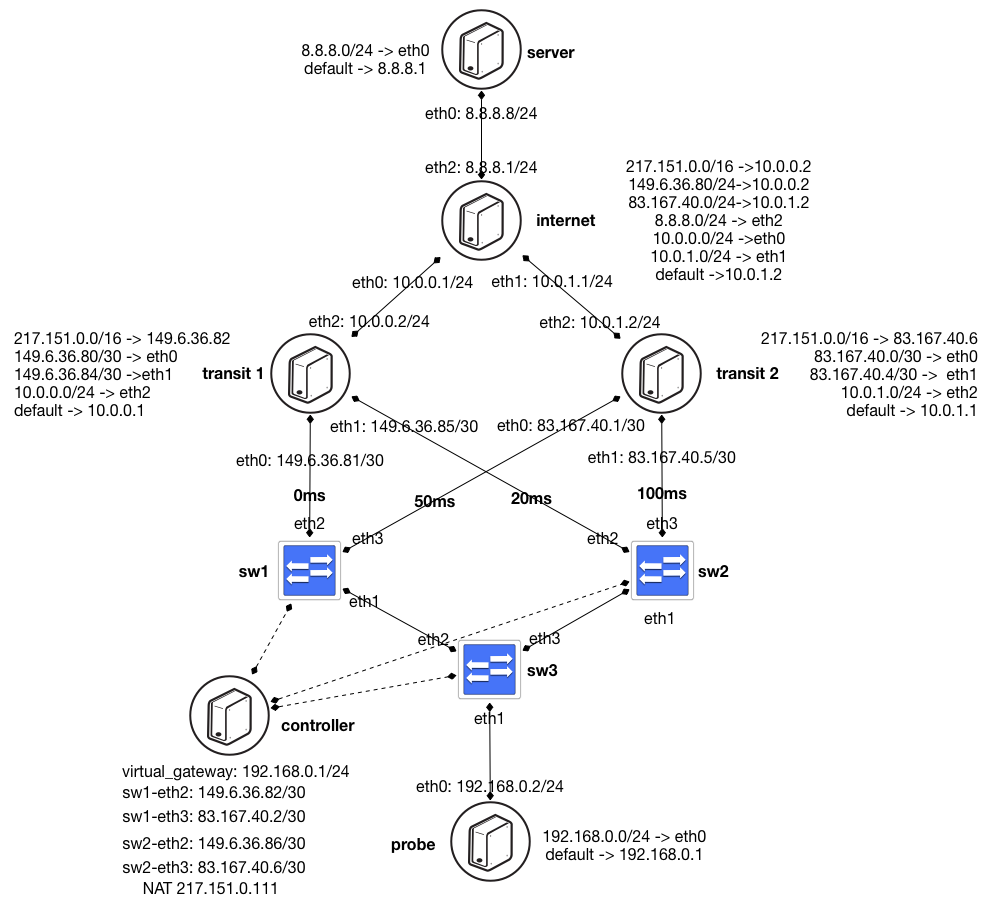 8.8.8.0/24 -> eth0
default -> 8.8.8.1
server
eth0: 8.8.8.8/24
eth2: 8.8.8.1/24
internet
217.151.0.0/16 ->10.0.0.2
149.6.36.80/24->10.0.0.2
83.167.40.0/24->10.0.1.2
8.8.8.0/24 -> eth2
10.0.0.0/24 ->eth0
10.0.1.0/24 -> eth1
default ->10.0.1.2
eth0: 10.0.0.1/24
eth1: 10.0.1.1/24
eth2: 10.0.0.2/24
eth2: 10.0.1.2/24
217.151.0.0/16 -> 149.6.36.82
149.6.36.80/30 -> eth0
149.6.36.84/30 ->eth1
10.0.0.0/24 -> eth2
default -> 10.0.0.1
transit 1
transit 2
217.151.0.0/16 -> 83.167.40.6
83.167.40.0/30 -> eth0
83.167.40.4/30 -> eth1
10.0.1.0/24 -> eth2
default -> 10.0.1.1
eth1: 149.6.36.85/30
eth0: 83.167.40.1/30
eth0: 149.6.36.81/30
eth1: 83.167.40.5/30
0ms
50ms
20ms
100ms
eth2
eth3
eth2
eth3
sw1
sw2
eth1
eth1
eth2
eth3
sw3
eth1
controller
virtual_gateway: 192.168.0.1/24
sw1-eth2: 149.6.36.82/30
sw1-eth3: 83.167.40.2/30
sw2-eth2: 149.6.36.86/30
sw2-eth3: 83.167.40.6/30
NAT 217.151.0.111
eth0: 192.168.0.2/24
probe
192.168.0.0/24 -> eth0
default -> 192.168.0.1